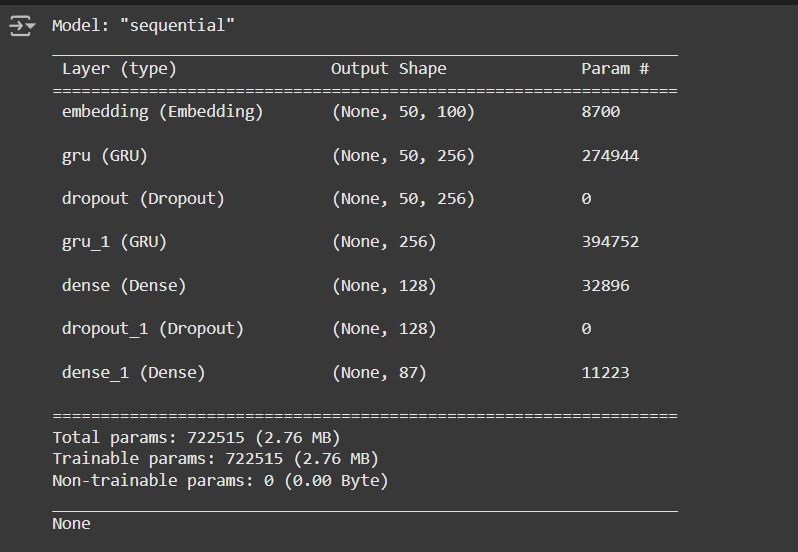 Model: "sequential"
_________________________________________________________________
 Layer (type)                Output Shape              Param #
=================================================================
 embedding (Embedding)       (None, 50, 100)           8700
 gru (GRU)                   (None, 50, 256)           274944
 dropout (Dropout)           (None, 50, 256)           0
 gru_1 (GRU)                 (None, 256)               394752
 dense (Dense)               (None, 128)               32896
 dropout_1 (Dropout)         (None, 128)               0
 dense_1 (Dense)             (None, 87)                11223
=================================================================
Total params: 722515 (2.76 MB)
Trainable params: 722515 (2.76 MB)
Non-trainable params: 0 (0.00 Byte)
_________________________________________________________________
None